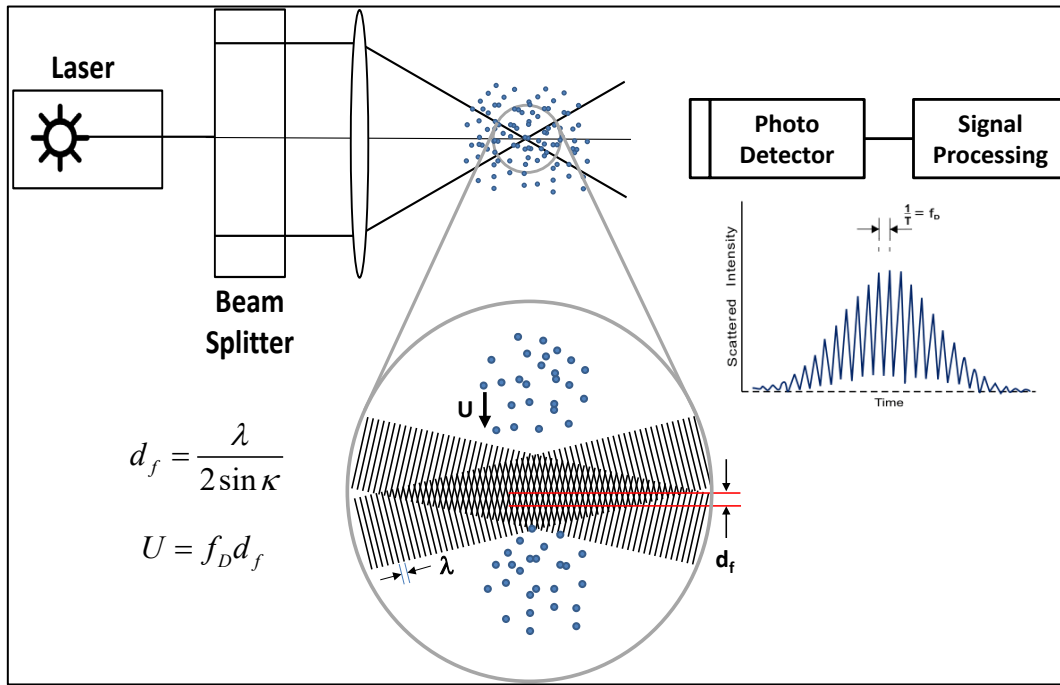 Laser
Beam
Splitter
Photo
Detector
Signal
Processing
1/T = f_D
Scattered Intensity
Time
U
d_f = λ / 2 sin κ
U = f_D d_f
λ
d_f